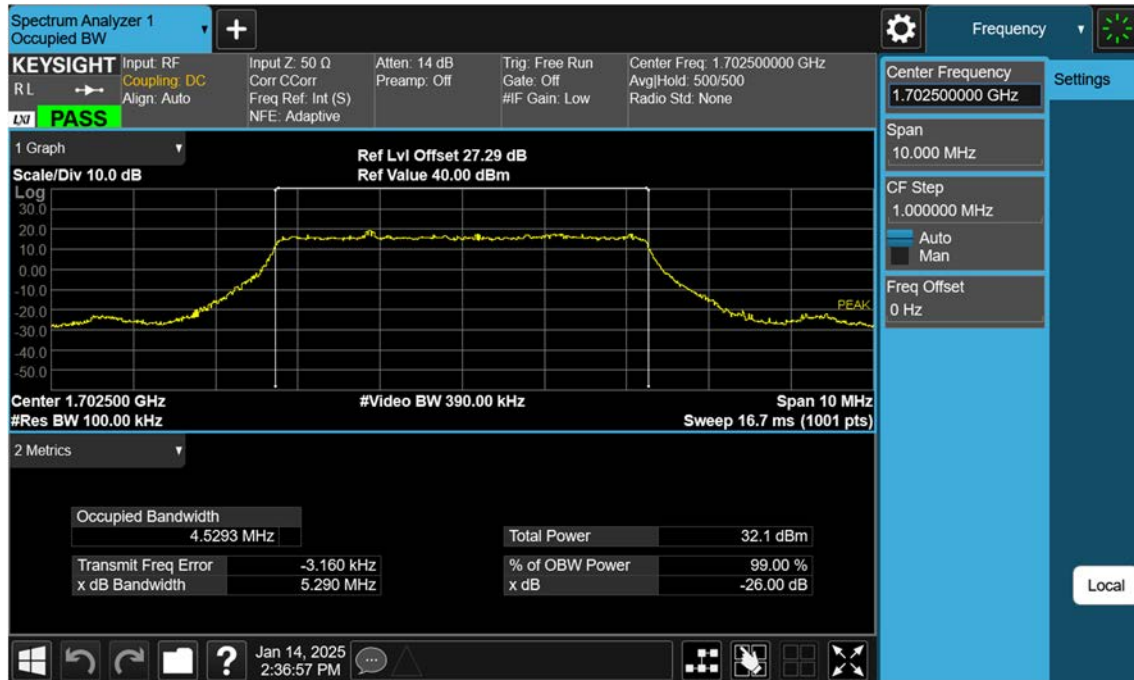 Spectrum Analyzer 1
Occupied BW
+
Frequency
KEYSIGHT
RL
LXI PASS
Input: RF
Coupling: DC
Align: Auto
Input Z: 50 Ω
Corr CCorr
Freq Ref: Int (S)
NFE: Adaptive
Atten: 14 dB
Preamp: Off
Trig: Free Run
Gate: Off
#IF Gain: Low
Center Freq: 1.702500000 GHz
Avg|Hold: 500/500
Radio Std: None
1 Graph
Scale/Div 10.0 dB
Ref Lvl Offset 27.29 dB
Ref Value 40.00 dBm
Log
30.0
20.0
10.0
0.00
-10.0
-20.0
-30.0
-40.0
-50.0
PEAK
Center 1.702500 GHz
#Video BW 390.00 kHz
Span 10 MHz
#Res BW 100.00 kHz
Sweep 16.7 ms (1001 pts)
2 Metrics
Occupied Bandwidth
4.5293 MHz
Transmit Freq Error -3.160 kHz
x dB Bandwidth 5.290 MHz
Total Power 32.1 dBm
% of OBW Power 99.00 %
x dB -26.00 dB
Center Frequency
1.702500000 GHz
Span
10.000 MHz
CF Step
1.000000 MHz
Auto
Man
Freq Offset
0 Hz
Settings
Local
?
Jan 14, 2025
2:36:57 PM